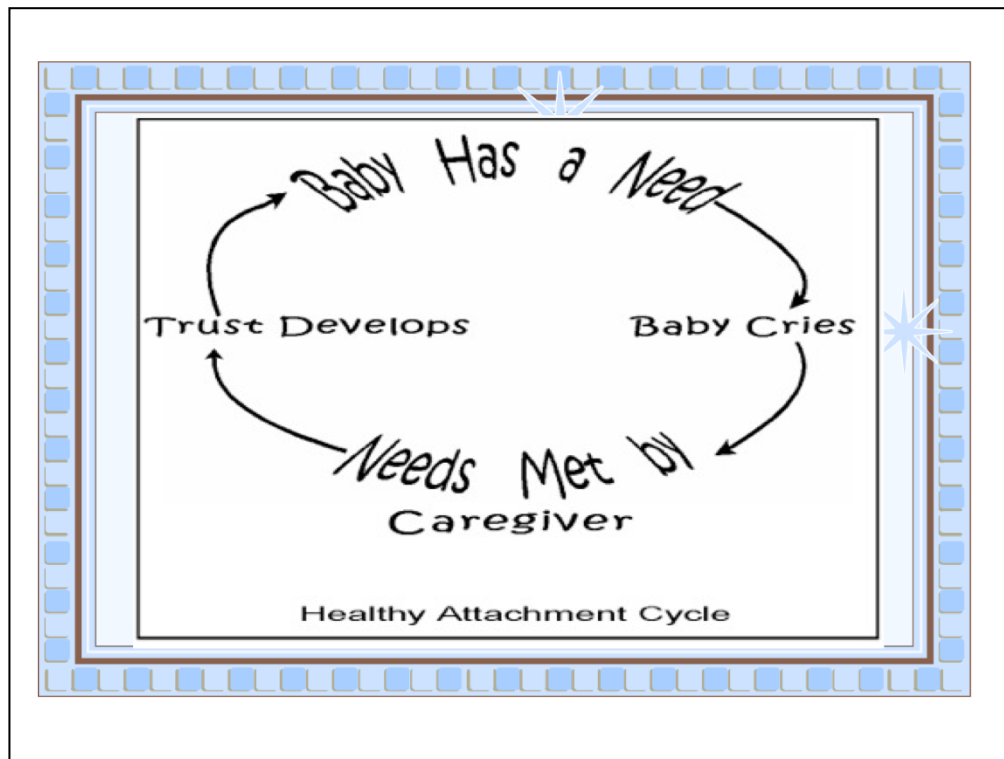 Baby Has a Need
Trust Develops
Baby Cries
Needs Met by
Caregiver
Healthy Attachment Cycle